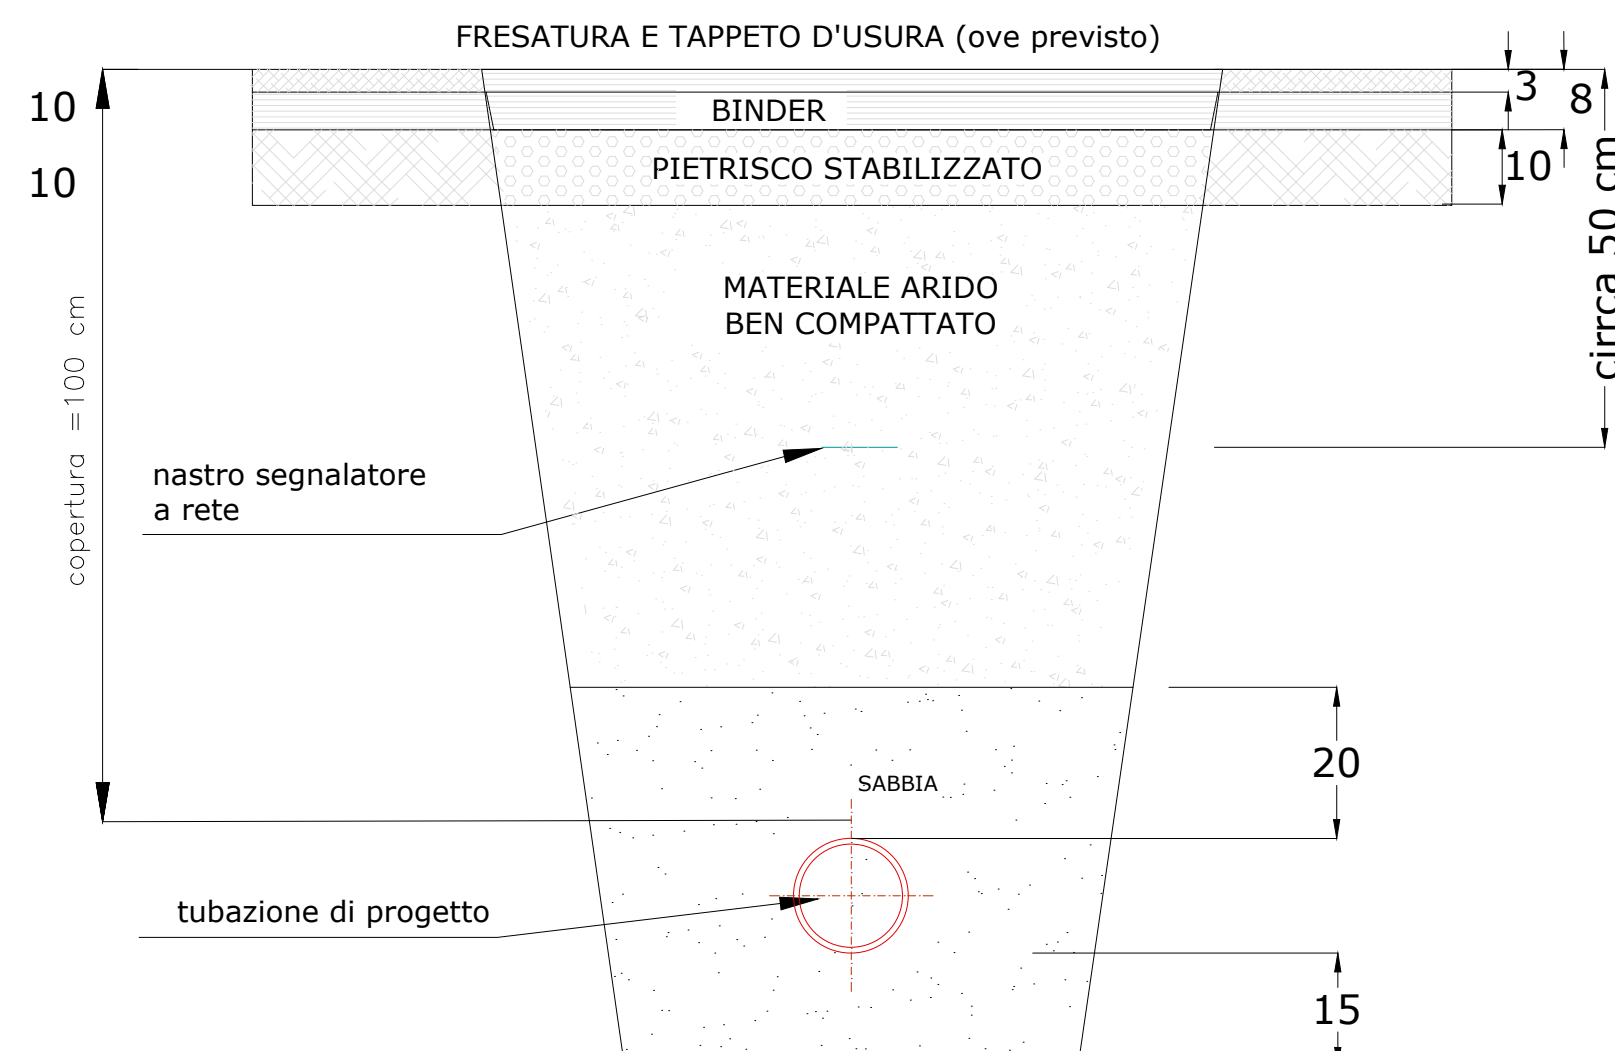 FRESATURA E TAPPETO D'USURA (ove previsto)
10
BINDER
3
8
10
PIETRISCO STABILIZZATO
10
cirrca 50 cm
MATERIALE ARIDO
BEN COMPATTATO
copertura =100 cm
nastro segnalatore
a rete
20
SABBIA
tubazione di progetto
15